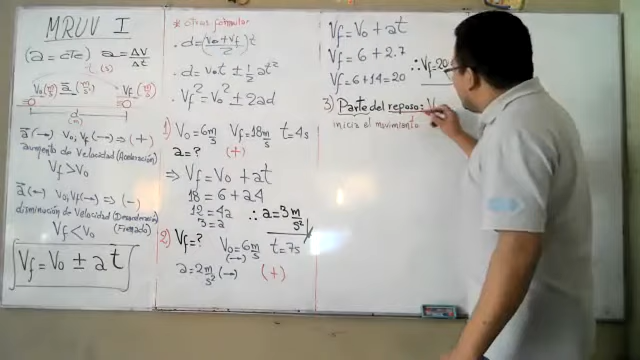 MRUV I
(a = cte) a = ΔV/Δt
t(s)
V₀(m/s) a(m/s²) Vf(m/s)
d
(m)
a(→) V₀, Vf(→) ⇒ (+)
aumento de Velocidad (Aceleración)
Vf > V₀
a(←) V₀, Vf(→) ⇒ (-)
disminución de Velocidad
(Frenado)
Vf < V₀
Vf = V₀ ± at
* otras formulas
• d = (V₀ + Vf / 2) t
• d = V₀t ± 1/2 at²
• Vf² = V₀² ± 2ad
1) V₀ = 6 m/s Vf = 18 m/s t = 4s
a = ? (+)
⇒ Vf = V₀ + at
18 = 6 + a4
12 = 4a
3 = a ∴ a = 3 m/s²
2) Vf = ? V₀ = 6 m/s t = 7s
(→)
a = 2 m/s² (→) (+)
Vf = V₀ + at
Vf = 6 + 2.7
Vf = 6 + 14 = 20 ∴ Vf = 20
3) Parte del reposo: V
inicia el movimiento